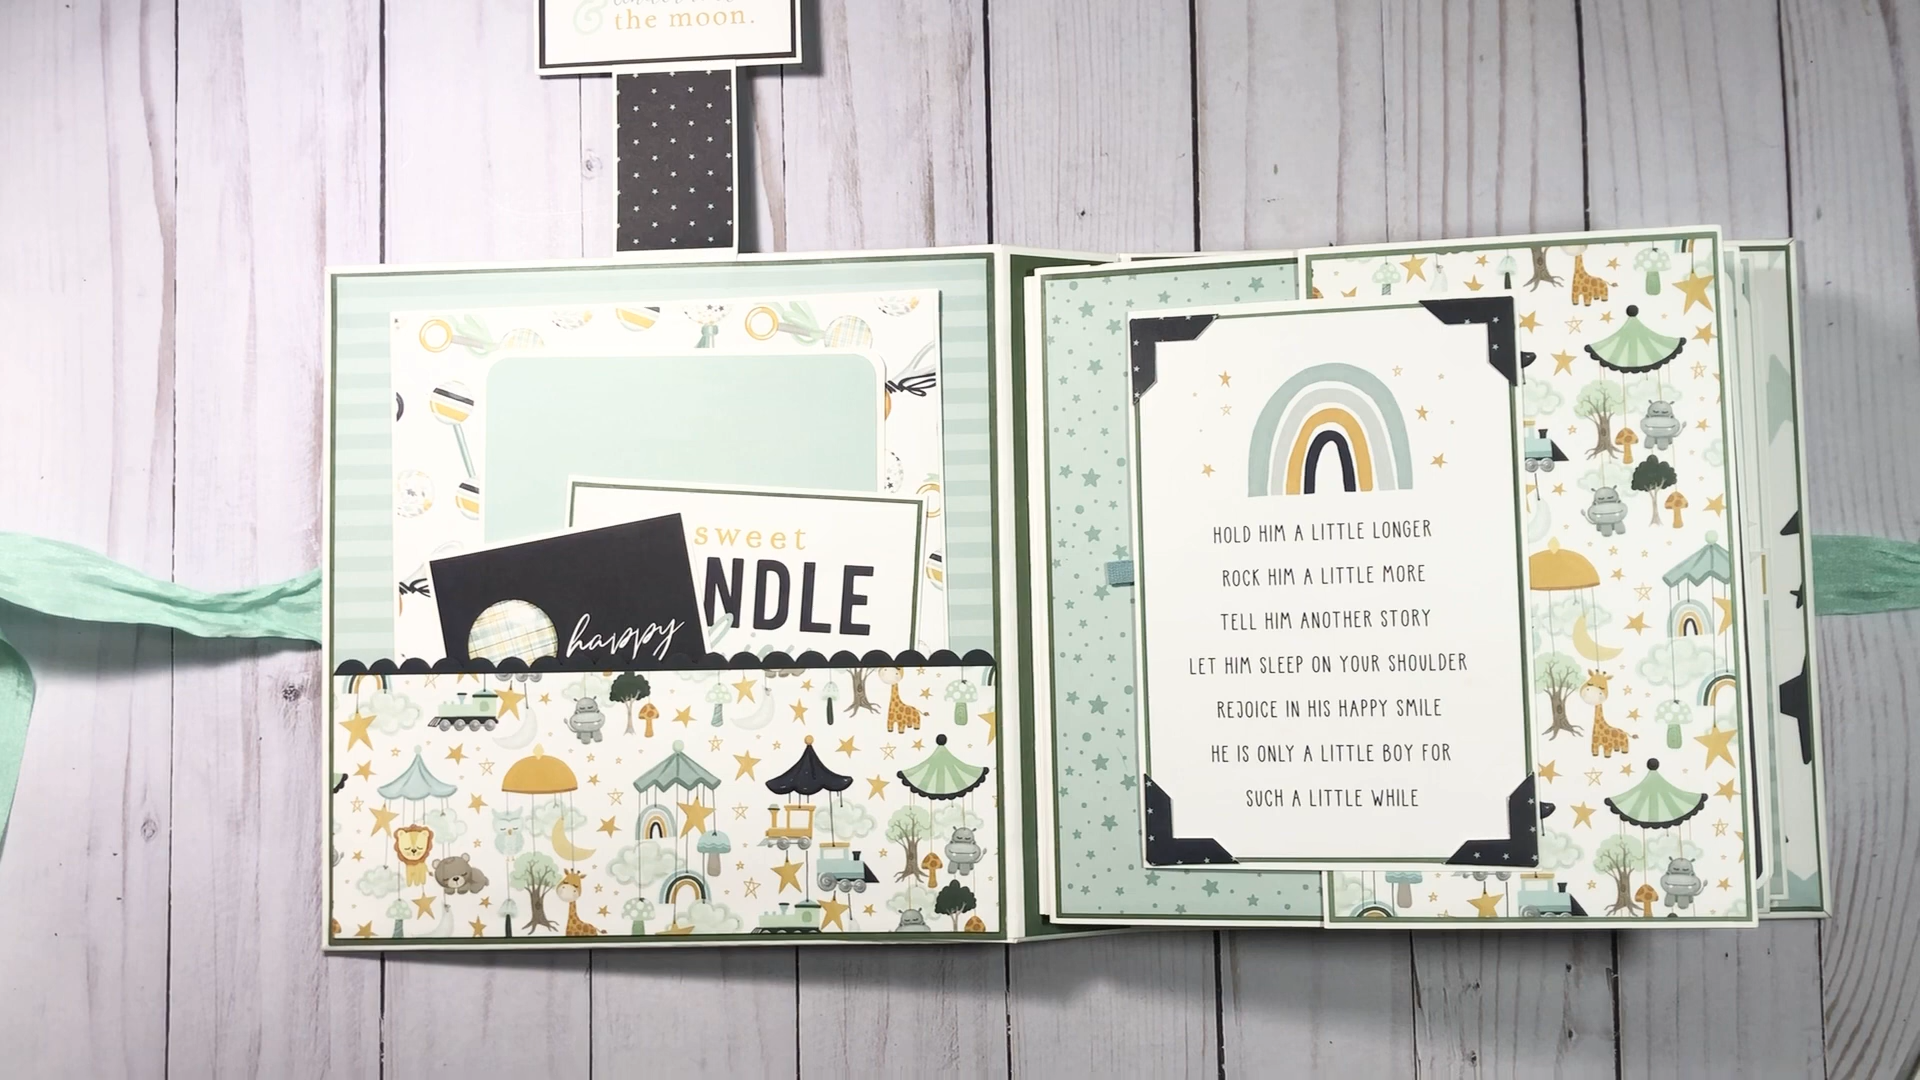 the moon.
sweet
NDLE
happy
HOLD HIM A LITTLE LONGER
ROCK HIM A LITTLE MORE
TELL HIM ANOTHER STORY
LET HIM SLEEP ON YOUR SHOULDER
REJOICE IN HIS HAPPY SMILE
HE IS ONLY A LITTLE BOY FOR
SUCH A LITTLE WHILE